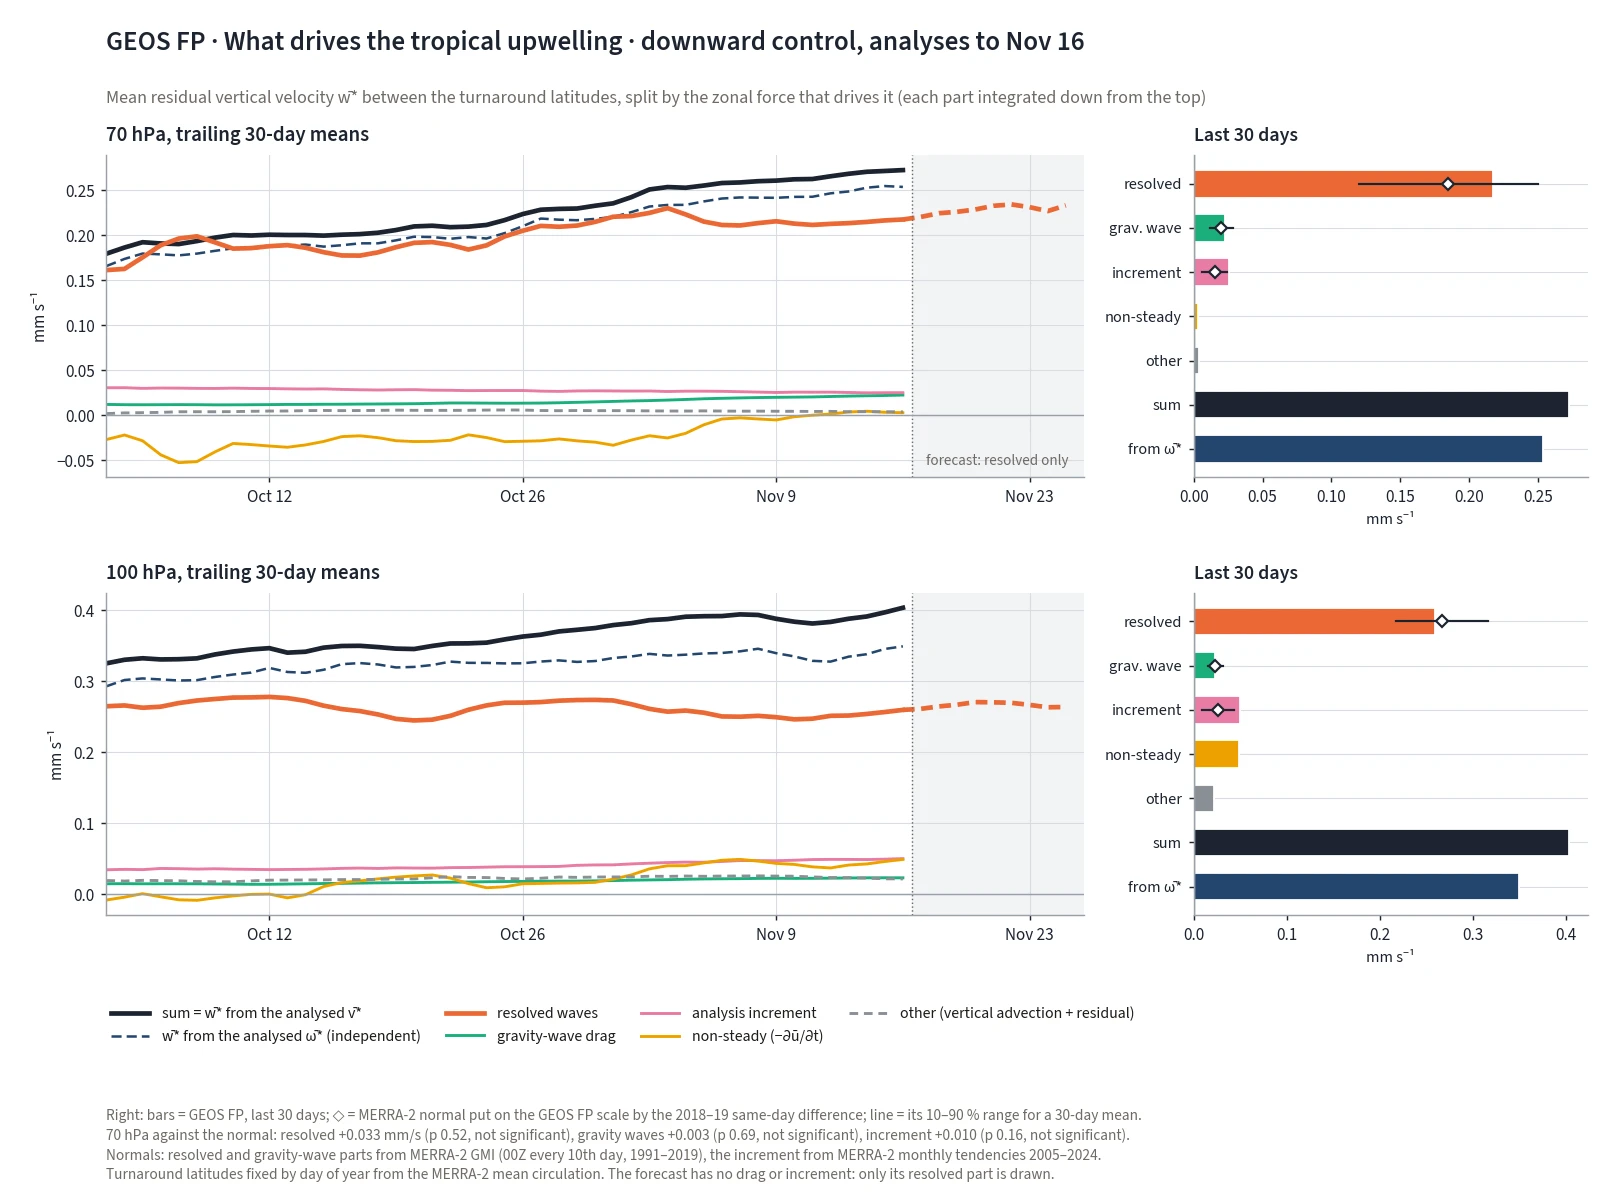 GEOS FP · What drives the tropical upwelling · downward control, analyses to Nov 16
Mean residual vertical velocity w̄* between the turnaround latitudes, split by the zonal force that drives it (each part integrated down from the top)
70 hPa, trailing 30-day means
mm s⁻¹
0.25
0.20
0.15
0.10
0.05
0.00
−0.05
Oct 12
Oct 26
Nov 9
Nov 23
forecast: resolved only
Last 30 days
resolved
grav. wave
increment
non-steady
other
sum
from ω̄*
0.00
0.05
0.10
0.15
0.20
0.25
mm s⁻¹
100 hPa, trailing 30-day means
mm s⁻¹
0.4
0.3
0.2
0.1
0.0
Oct 12
Oct 26
Nov 9
Nov 23
Last 30 days
resolved
grav. wave
increment
non-steady
other
sum
from ω̄*
0.0
0.1
0.2
0.3
0.4
mm s⁻¹
sum = w̄* from the analysed v̄*
w̄* from the analysed ω̄* (independent)
resolved waves
gravity-wave drag
analysis increment
non-steady (−∂ū/∂t)
other (vertical advection + residual)
Right: bars = GEOS FP, last 30 days; ◇ = MERRA-2 normal put on the GEOS FP scale by the 2018–19 same-day difference; line = its 10–90 % range for a 30-day mean.
70 hPa against the normal: resolved +0.033 mm/s (p 0.52, not significant), gravity waves +0.003 (p 0.69, not significant), increment +0.010 (p 0.16, not significant).
Normals: resolved and gravity-wave parts from MERRA-2 GMI (00Z every 10th day, 1991–2019), the increment from MERRA-2 monthly tendencies 2005–2024.
Turnaround latitudes fixed by day of year from the MERRA-2 mean circulation. The forecast has no drag or increment: only its resolved part is drawn.